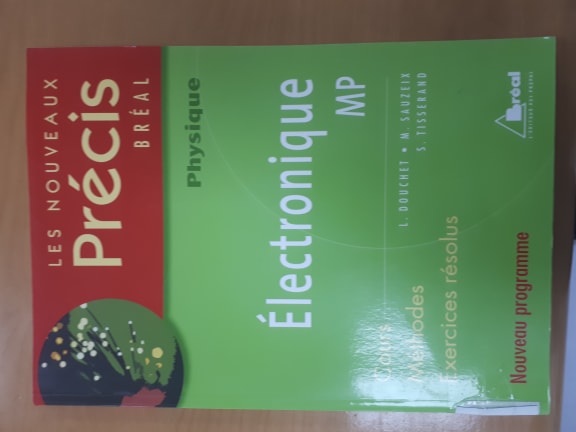 LES NOUVEAUX
Précis
BRÉAL
Physique
Électronique
MP
L. DOUCHET • M. SAUZEIX
S. TISSERAND
Bréal
Cours
Méthodes
Exercices résolus
Nouveau programme